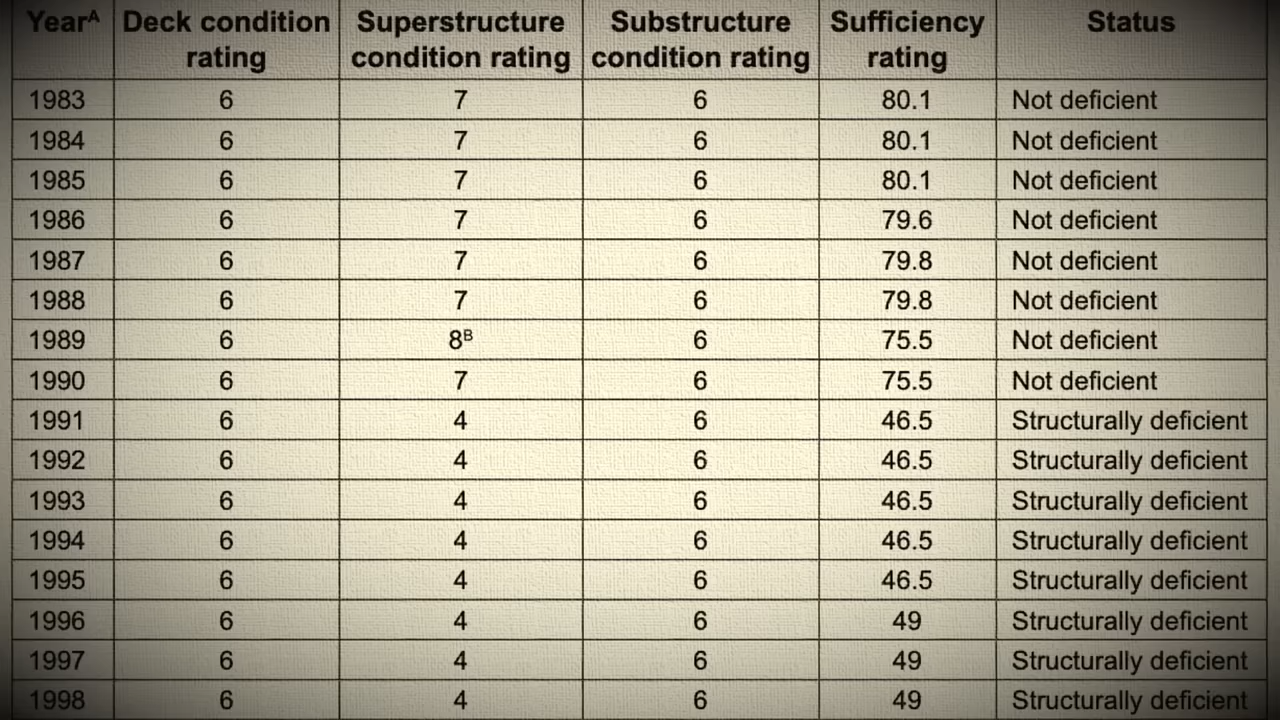 Yearᴬ Deck condition rating Superstructure condition rating Substructure condition rating Sufficiency rating Status
1983 6 7 6 80.1 Not deficient
1984 6 7 6 80.1 Not deficient
1985 6 7 6 80.1 Not deficient
1986 6 7 6 79.6 Not deficient
1987 6 7 6 79.8 Not deficient
1988 6 7 6 79.8 Not deficient
1989 6 8ᴮ 6 75.5 Not deficient
1990 6 7 6 75.5 Not deficient
1991 6 4 6 46.5 Structurally deficient
1992 6 4 6 46.5 Structurally deficient
1993 6 4 6 46.5 Structurally deficient
1994 6 4 6 46.5 Structurally deficient
1995 6 4 6 46.5 Structurally deficient
1996 6 4 6 49 Structurally deficient
1997 6 4 6 49 Structurally deficient
1998 6 4 6 49 Structurally deficient